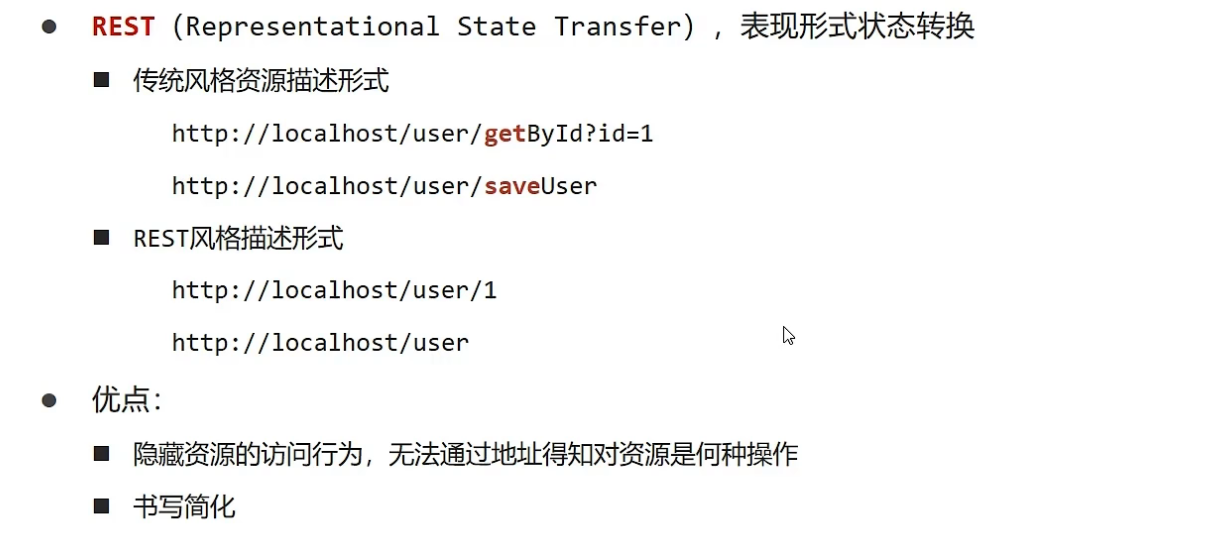 REST（Representational State Transfer），表现形式状态转换
传统风格资源描述形式
http://localhost/user/getById?id=1
http://localhost/user/saveUser
REST风格描述形式
http://localhost/user/1
http://localhost/user
优点：
隐藏资源的访问行为，无法通过地址得知对资源是何种操作
书写简化